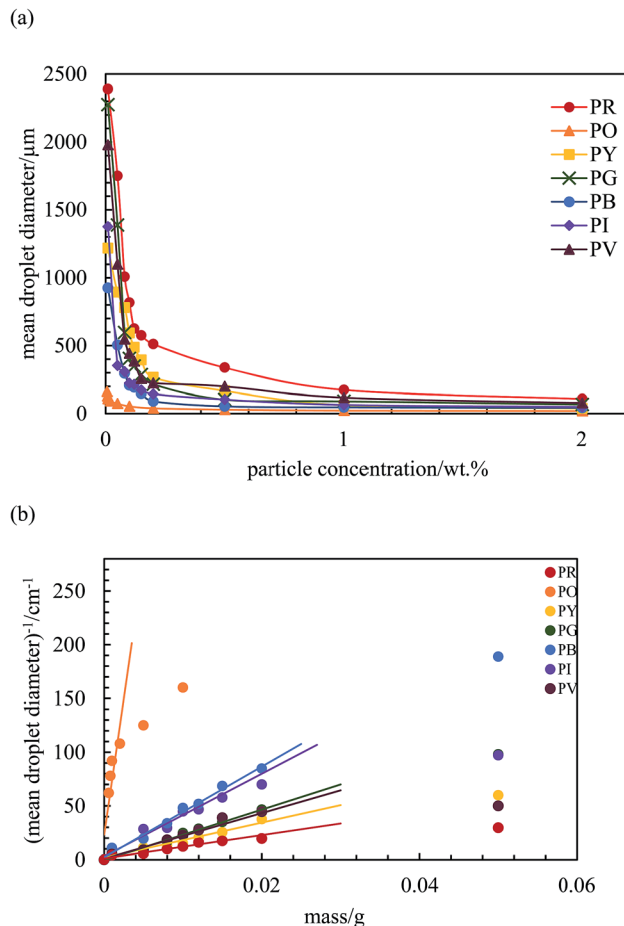 (a)
2500
2000
1500
1000
500
0
0
1
2
mean droplet diameter/µm
particle concentration/wt.%
PR
PO
PY
PG
PB
PI
PV
(b)
250
200
150
100
50
0
0
0.02
0.04
0.06
(mean droplet diameter)⁻¹/cm⁻¹
mass/g
PR
PO
PY
PG
PB
PI
PV